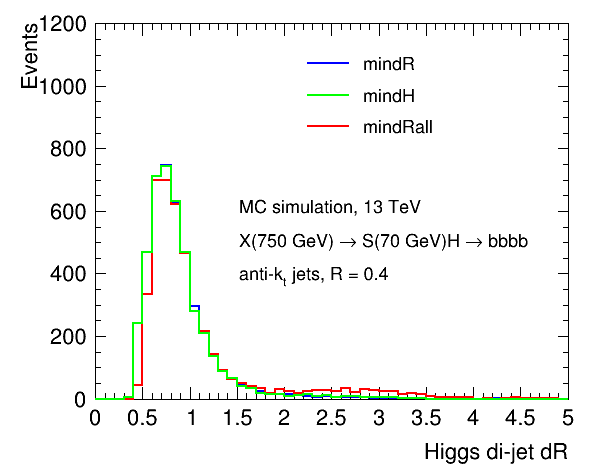 Events
1200
1000
800
600
400
200
0
mindR
mindH
mindRall
MC simulation, 13 TeV
X(750 GeV) → S(70 GeV)H → bbbb
anti-kt jets, R = 0.4
0 0.5 1 1.5 2 2.5 3 3.5 4 4.5 5
Higgs di-jet dR